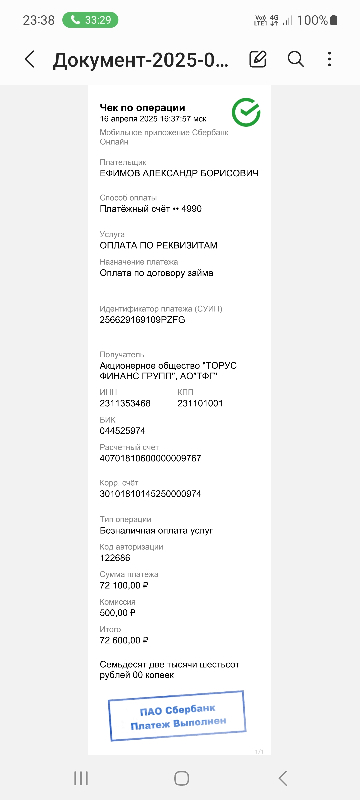 23:38 33:29 Vo) LTE1 4G 100%
Документ-2025-0...
Чек по операции
16 апреля 2025 16:37:57 мск
Мобильное приложение Сбербанк
Онлайн
Плательщик
ЕФИМОВ АЛЕКСАНДР БОРИСОВИЧ
Способ оплаты
Платёжный счёт •• 4990
Услуга
ОПЛАТА ПО РЕКВИЗИТАМ
Назначение платежа
Оплата по договору займа
Идентификатор платежа (СУИП)
256629169109PZFG
Получатель
Акционерное общество "ТОРУС
ФИНАНС ГРУПП", АО"ТФГ"
ИНН КПП
2311353468 231101001
БИК
044525974
Расчетный счёт
40701810600000009767
Корр. счёт
30101810145250000974
Тип операции
Безналичная оплата услуг
Код авторизации
122686
Сумма платежа
72 100,00 ₽
Комиссия
500,00 ₽
Итого
72 600,00 ₽
Семьдесят две тысячи шестьсот
рублей 00 копеек
ПАО Сбербанк
Платеж Выполнен
1/1